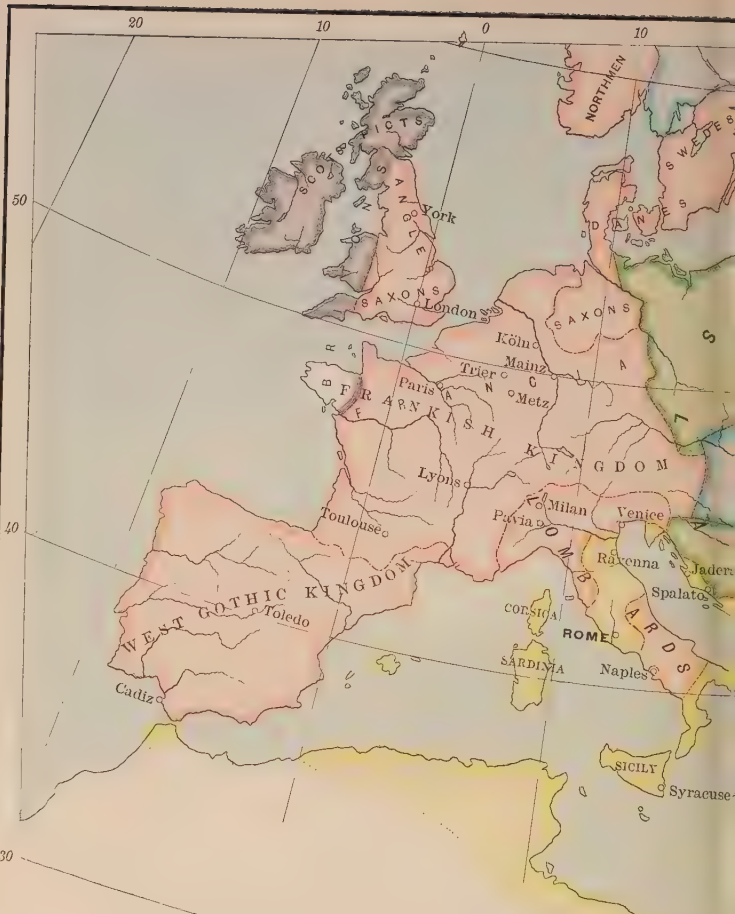 20
10
0
10
50
40
30
NORTHMEN
SWEDES
DANES
SCOTS
PICTS
ANGLES
York
SAXONS
London
SAXONS
Köln
Mainz
Trier
Metz
Paris
BR
FRANKISH KINGDOM
Lyons
Toulouse
Milan
Pavia
Venice
Ravenna
Jadera
Spalato
LOMBARDS
CORSICA
ROME
SARDINIA
Naples
WEST GOTHIC KINGDOM
Toledo
Cadiz
SICILY
Syracuse